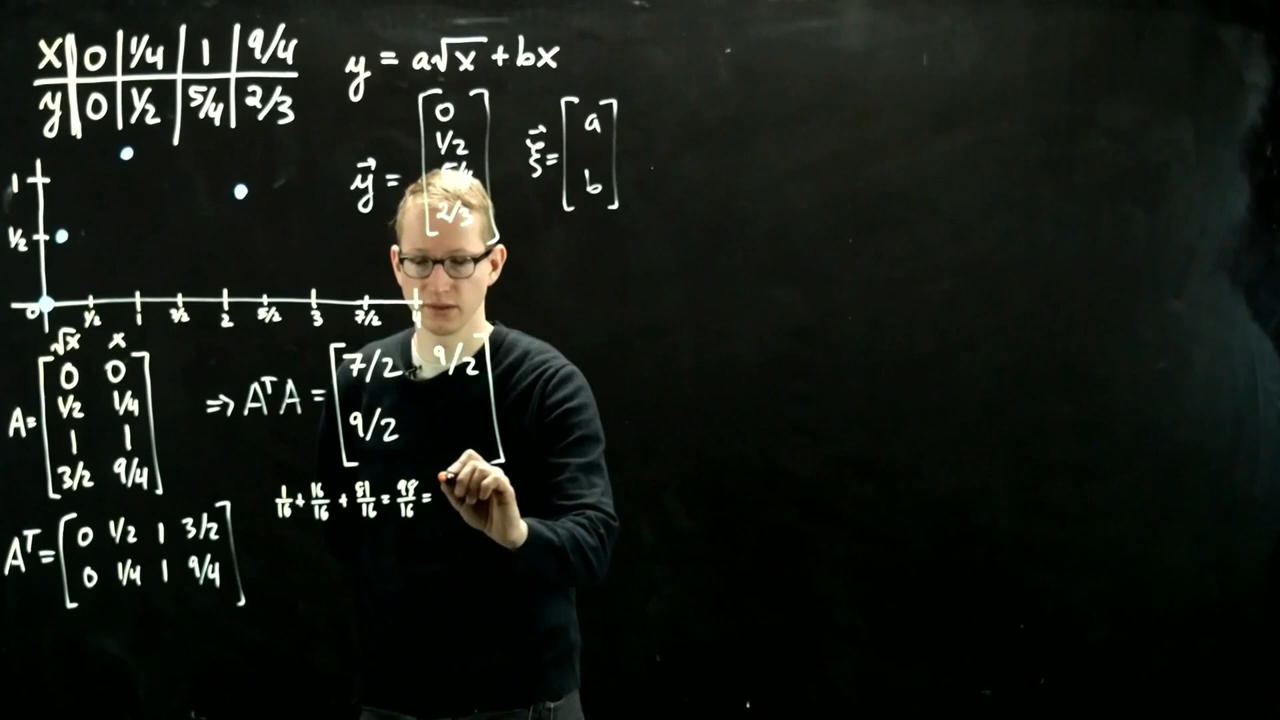 x 0 1/4 1 9/4
y 0 1/2 5/4 2/3
y = a√x + bx
y⃗ = [0 1/2 5/4 2/3]
ξ⃗ = [a b]
1
1/2
0 1/2 1 3/2 2 5/2 3 7/2 4
√x x
A = [0 0
1/2 1/4
1 1
3/2 9/4]
⇒ AᵀA = [7/2 9/2
9/2 ]
1/16 + 16/16 + 81/16 = 98/16 =
Aᵀ = [0 1/2 1 3/2
0 1/4 1 9/4]